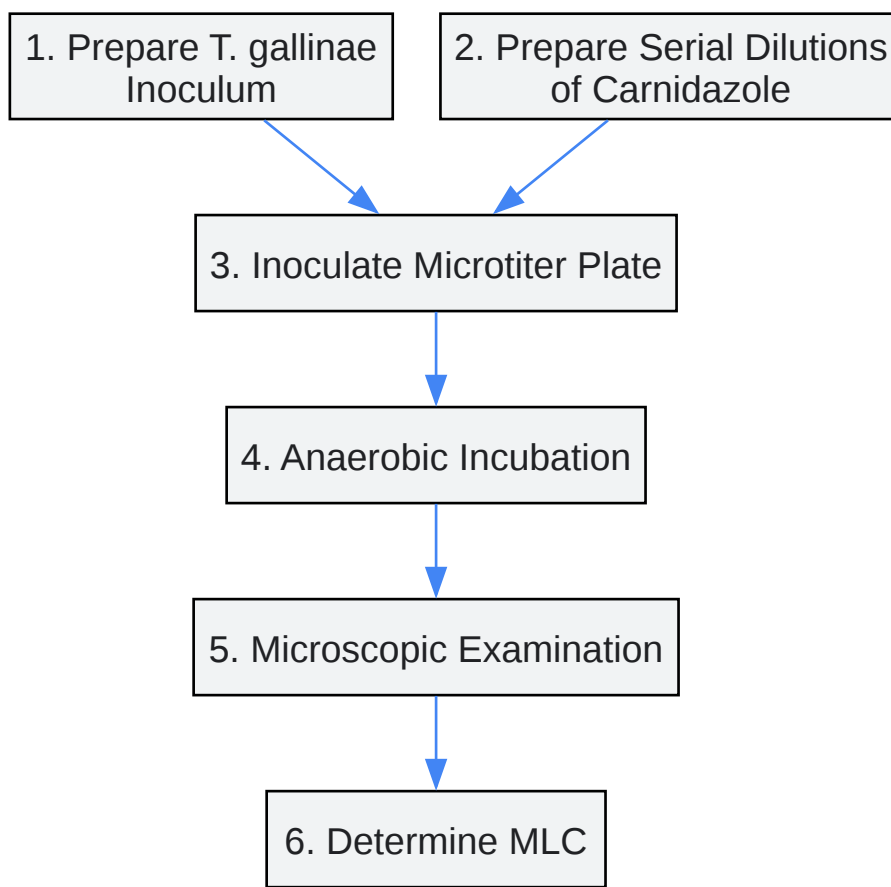 1. Prepare T. gallinae
Inoculum
2. Prepare Serial Dilutions
of Carnidazole
3. Inoculate Microtiter Plate
4. Anaerobic Incubation
5. Microscopic Examination
6. Determine MLC